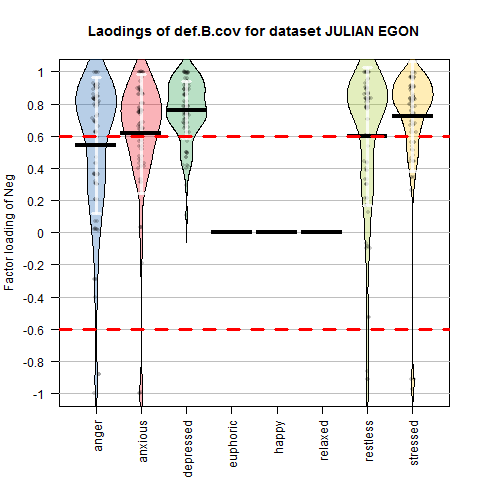 Laodings of def.B.cov for dataset JULIAN EGON
Factor loading of Neg
1
0.8
0.6
0.4
0.2
0
-0.2
-0.4
-0.6
-0.8
-1
anger
anxious
depressed
euphoric
happy
relaxed
restless
stressed